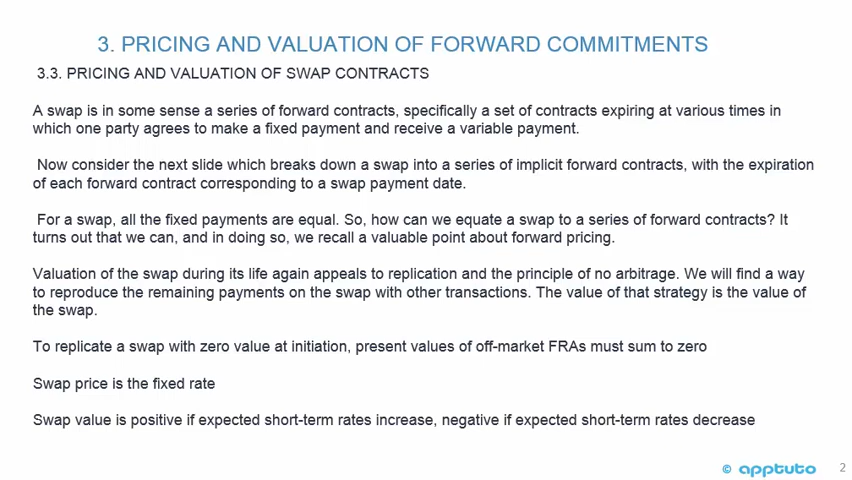 3. PRICING AND VALUATION OF FORWARD COMMITMENTS
3.3. PRICING AND VALUATION OF SWAP CONTRACTS
A swap is in some sense a series of forward contracts, specifically a set of contracts expiring at various times in
which one party agrees to make a fixed payment and receive a variable payment.
Now consider the next slide which breaks down a swap into a series of implicit forward contracts, with the expiration
of each forward contract corresponding to a swap payment date.
For a swap, all the fixed payments are equal. So, how can we equate a swap to a series of forward contracts? It
turns out that we can, and in doing so, we recall a valuable point about forward pricing.
Valuation of the swap during its life again appeals to replication and the principle of no arbitrage. We will find a way
to reproduce the remaining payments on the swap with other transactions. The value of that strategy is the value of
the swap.
To replicate a swap with zero value at initiation, present values of off-market FRAs must sum to zero
Swap price is the fixed rate
Swap value is positive if expected short-term rates increase, negative if expected short-term rates decrease
© apptuto 2